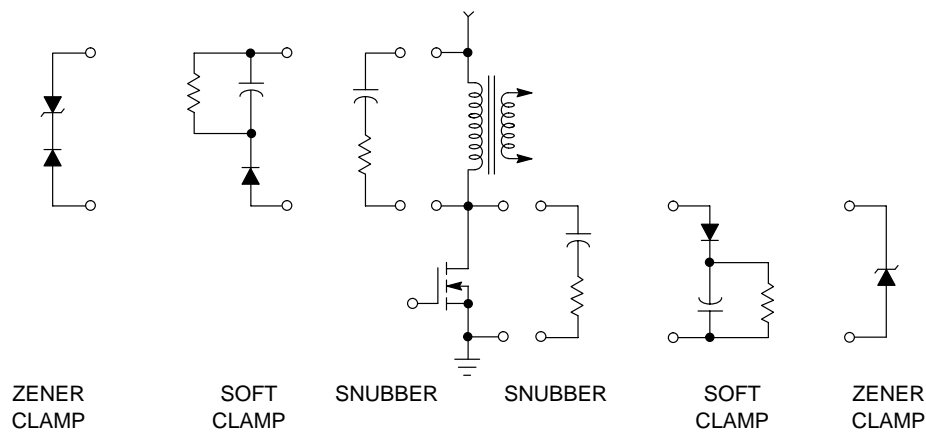 ZENER
CLAMP
SOFT
CLAMP
SNUBBER
SNUBBER
SOFT
CLAMP
ZENER
CLAMP